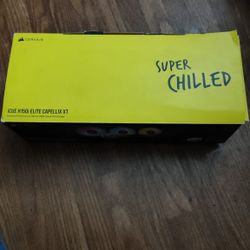 CORSAIR
SUPER
CHILLED
iCUE H150i ELITE CAPELLIX XT